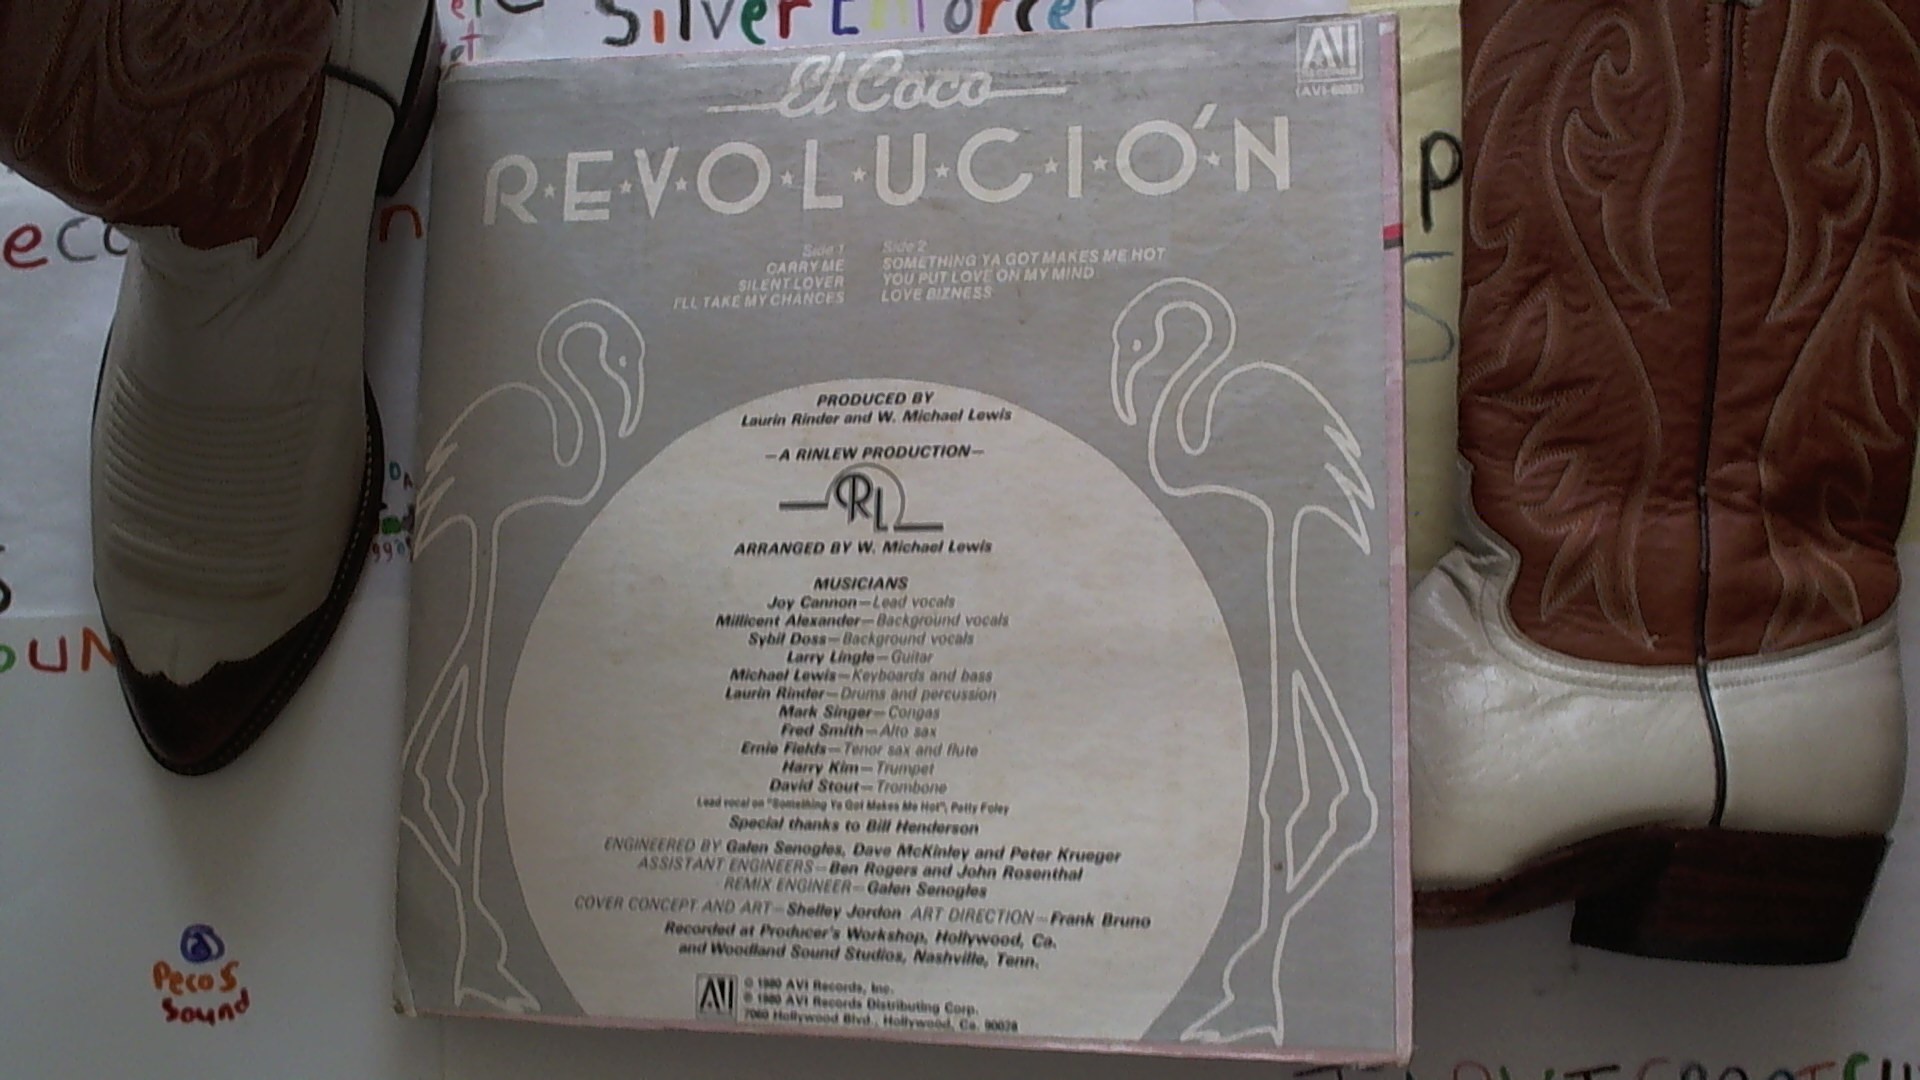 Silver Enforcer
El Coco
AVI
RECORDS
R·E·V·O·L·U·C·I·Ó·N
Side 1
CARRY ME
SILENT LOVER
I'LL TAKE MY CHANCES
Side 2
SOMETHING YA GOT MAKES ME HOT
YOU PUT LOVE ON MY MIND
LOVE BIZNESS
PRODUCED BY
Laurin Rinder and W. Michael Lewis
—A RINLEW PRODUCTION—
RL
ARRANGED BY W. Michael Lewis
MUSICIANS
Joy Cannon—Lead vocals
Millicent Alexander—Background vocals
Sybil Doss—Background vocals
Larry Lingle—Guitar
Michael Lewis—Keyboards and bass
Laurin Rinder—Drums and percussion
Mark Singer—Congas
Fred Smith—Alto sax
Ernie Fields—Tenor sax and flute
Harry Kim—Trumpet
David Stout—Trombone
Lead vocal on "Something Ya Got Makes Me Hot", Patty Foley
Special thanks to Bill Henderson
ENGINEERED BY Galen Senogles, Dave McKinley and Peter Krueger
ASSISTANT ENGINEERS—Ben Rogers and John Rosenthal
REMIX ENGINEER—Galen Senogles
COVER CONCEPT AND ART—Shelley Jordon ART DIRECTION—Frank Bruno
Recorded at Producer's Workshop, Hollywood, Ca.
and Woodland Sound Studios, Nashville, Tenn.
AVI
© 1980 AVI Records, Inc.
℗ 1980 AVI Records Distributing Corp.
7060 Hollywood Blvd., Hollywood, Ca. 90028
Pecos
Sound